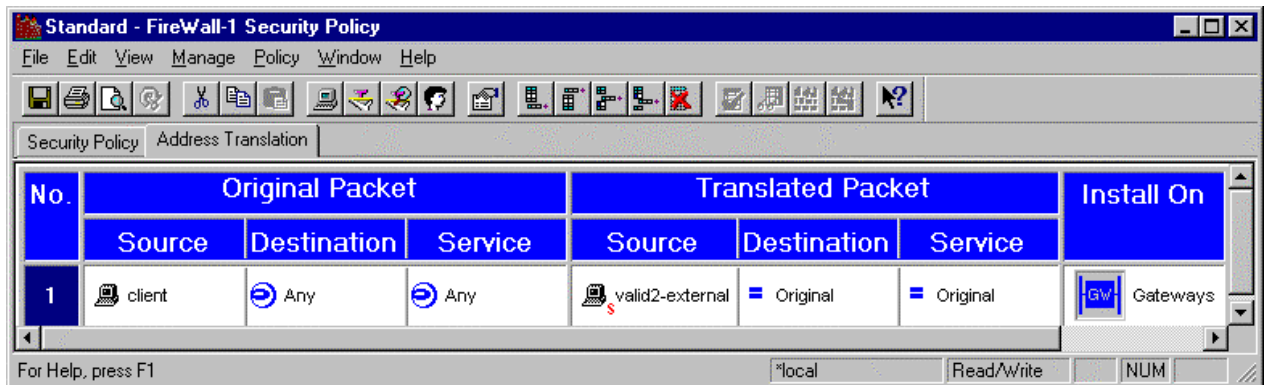 Standard - FireWall-1 Security Policy
File Edit View Manage Policy Window Help
Security Policy Address Translation
No. Original Packet Translated Packet Install On
Source Destination Service Source Destination Service
1 client Any Any valid2-external S = Original = Original GW Gateways
For Help, press F1 *local Read/Write NUM